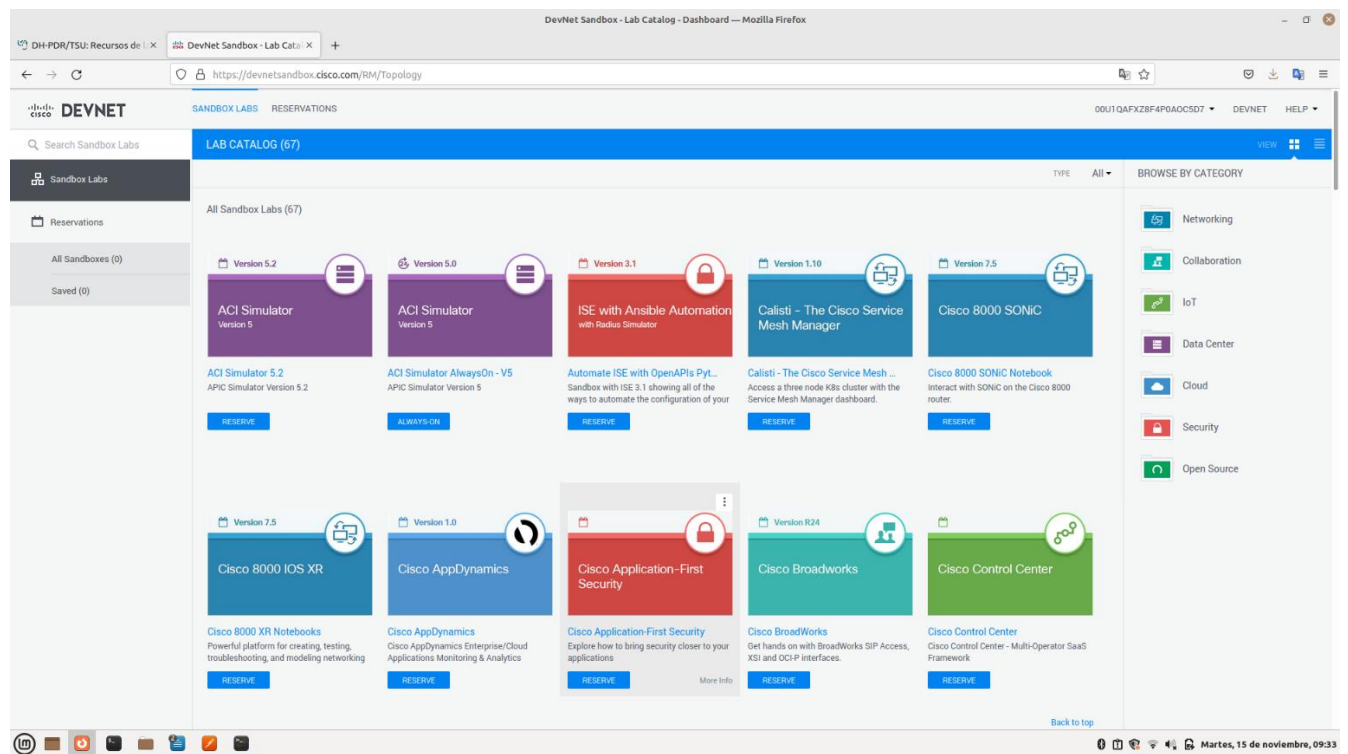 DevNet Sandbox - Lab Catalog - Dashboard — Mozilla Firefox
DH-PDR/TSU: Recursos de
DevNet Sandbox - Lab Cata
https://devnetsandbox.cisco.com/RM/Topology
cisco DEVNET
SANDBOX LABS RESERVATIONS
00U1QAFXZ8F4P0AOC5D7 DEVNET HELP
Search Sandbox Labs
LAB CATALOG (67)
VIEW
Sandbox Labs
TYPE All
BROWSE BY CATEGORY
Reservations
All Sandboxes (0)
Saved (0)
All Sandbox Labs (67)
Version 5.2
ACI Simulator
Version 5
ACI Simulator 5.2
APIC Simulator Version 5.2
RESERVE
Version 5.0
ACI Simulator
Version 5
ACI Simulator AlwaysOn - V5
APIC Simulator Version 5
ALWAYS-ON
Version 3.1
ISE with Ansible Automation
with Radius Simulator
Automate ISE with OpenAPIs Pyt...
Sandbox with ISE 3.1 showing all of the
ways to automate the configuration of your
RESERVE
Version 1.10
Calisti - The Cisco Service
Mesh Manager
Calisti - The Cisco Service Mesh ...
Access a three node K8s cluster with the
Service Mesh Manager dashboard.
RESERVE
Version 7.5
Cisco 8000 SONiC
Cisco 8000 SONiC Notebook
Interact with SONiC on the Cisco 8000
router.
RESERVE
Version 7.5
Cisco 8000 IOS XR
Cisco 8000 XR Notebooks
Powerful platform for creating, testing,
troubleshooting, and modeling networking
RESERVE
Version 1.0
Cisco AppDynamics
Cisco AppDynamics
Cisco AppDynamics Enterprise/Cloud
Applications Monitoring & Analytics
RESERVE
Cisco Application-First
Security
Cisco Application-First Security
Explore how to bring security closer to your
applications
RESERVE More Info
Version R24
Cisco Broadworks
Cisco BroadWorks
Get hands on with BroadWorks SIP Access,
XSI and OCI-P interfaces.
RESERVE
Cisco Control Center
Cisco Control Center
Cisco Control Center - Multi-Operator SaaS
Framework
RESERVE
Back to top
Networking
Collaboration
IoT
Data Center
Cloud
Security
Open Source
Martes, 15 de noviembre, 09:33